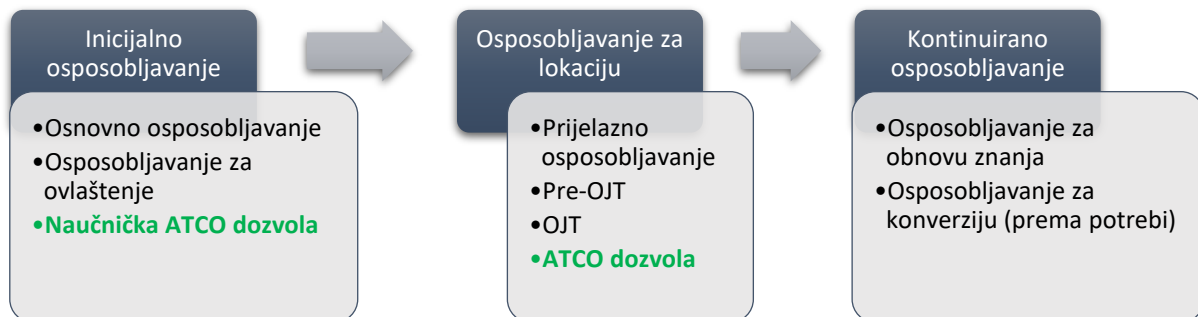 Inicijalno
osposobljavanje
•Osnovno osposobljavanje
•Osposobljavanje za
ovlaštenje
•Naučnička ATCO dozvola
Osposobljavanje za
lokaciju
•Prijelazno
osposobljavanje
•Pre-OJT
•OJT
•ATCO dozvola
Kontinuirano
osposobljavanje
•Osposobljavanje za
obnovu znanja
•Osposobljavanje za
konverziju (prema potrebi)